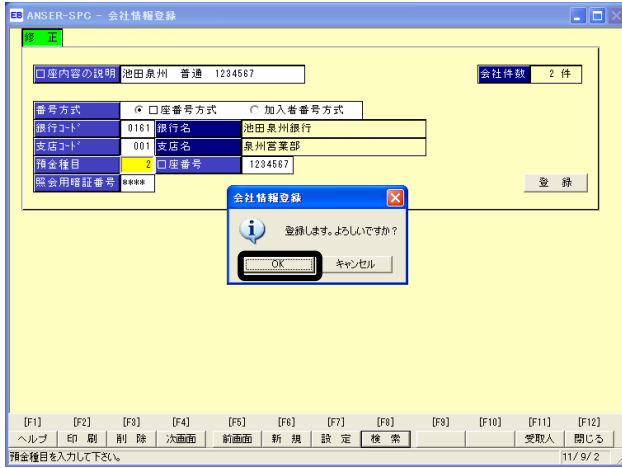 EB ANSER-SPC - 会社情報登録
修 正
口座内容の説明 池田泉州 普通 1234567 会社件数 2 件
番号方式 口座番号方式 加入者番号方式
銀行コード 0161 銀行名 池田泉州銀行
支店コード 001 支店名 泉州営業部
預金種目 2 口座番号 1234567
照会用暗証番号 **** 登 録
会社情報登録
登録します。よろしいですか?
OK キャンセル
[F1] [F2] [F3] [F4] [F5] [F6] [F7] [F8] [F9] [F10] [F11] [F12]
ヘルプ 印 刷 削 除 次画面 前画面 新 規 設 定 検 索 受取人 閉じる
預金種目を入力して下さい。 11/ 9/ 2